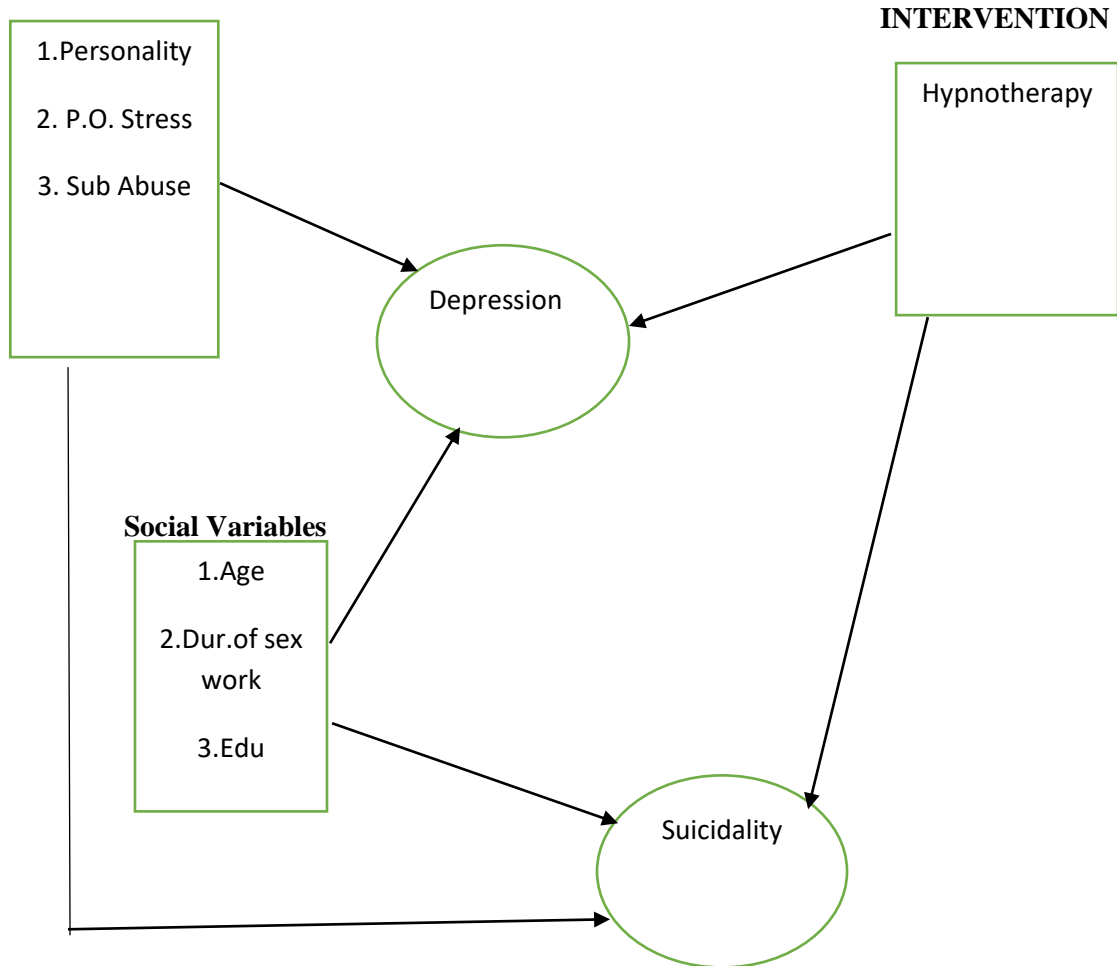 INTERVENTION
1.Personality
2. P.O. Stress
3. Sub Abuse
Hypnotherapy
Depression
Social Variables
1.Age
2.Dur.of sex
work
3.Edu
Suicidality